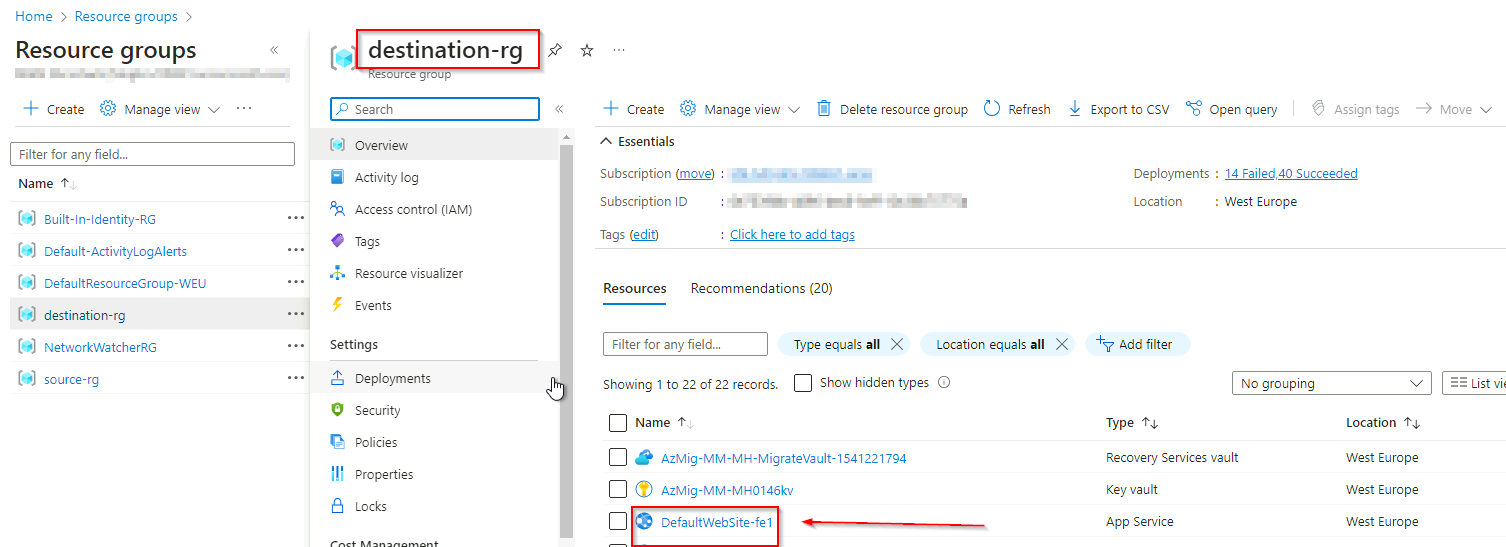 Home > Resource groups >
Resource groups
Create Manage view ...
Filter for any field...
Name
Built-In-Identity-RG ...
Default-ActivityLogAlerts ...
DefaultResourceGroup-WEU ...
destination-rg ...
NetworkWatcherRG ...
source-rg ...
destination-rg ...
Resource group
Search
Overview
Activity log
Access control (IAM)
Tags
Resource visualizer
Events
Settings
Deployments
Security
Policies
Properties
Locks
Cost Management
Create Manage view Delete resource group Refresh Export to CSV Open query Assign tags Move
Essentials
Subscription (move) :
Subscription ID :
Tags (edit) : Click here to add tags
Deployments : 14 Failed,40 Succeeded
Location : West Europe
Resources Recommendations (20)
Filter for any field... Type equals all Location equals all Add filter
Showing 1 to 22 of 22 records. Show hidden types No grouping List vie
Name Type Location
AzMig-MM-MH-MigrateVault-1541221794 Recovery Services vault West Europe
AzMig-MM-MH0146kv Key vault West Europe
DefaultWebSite-fe1 App Service West Europe